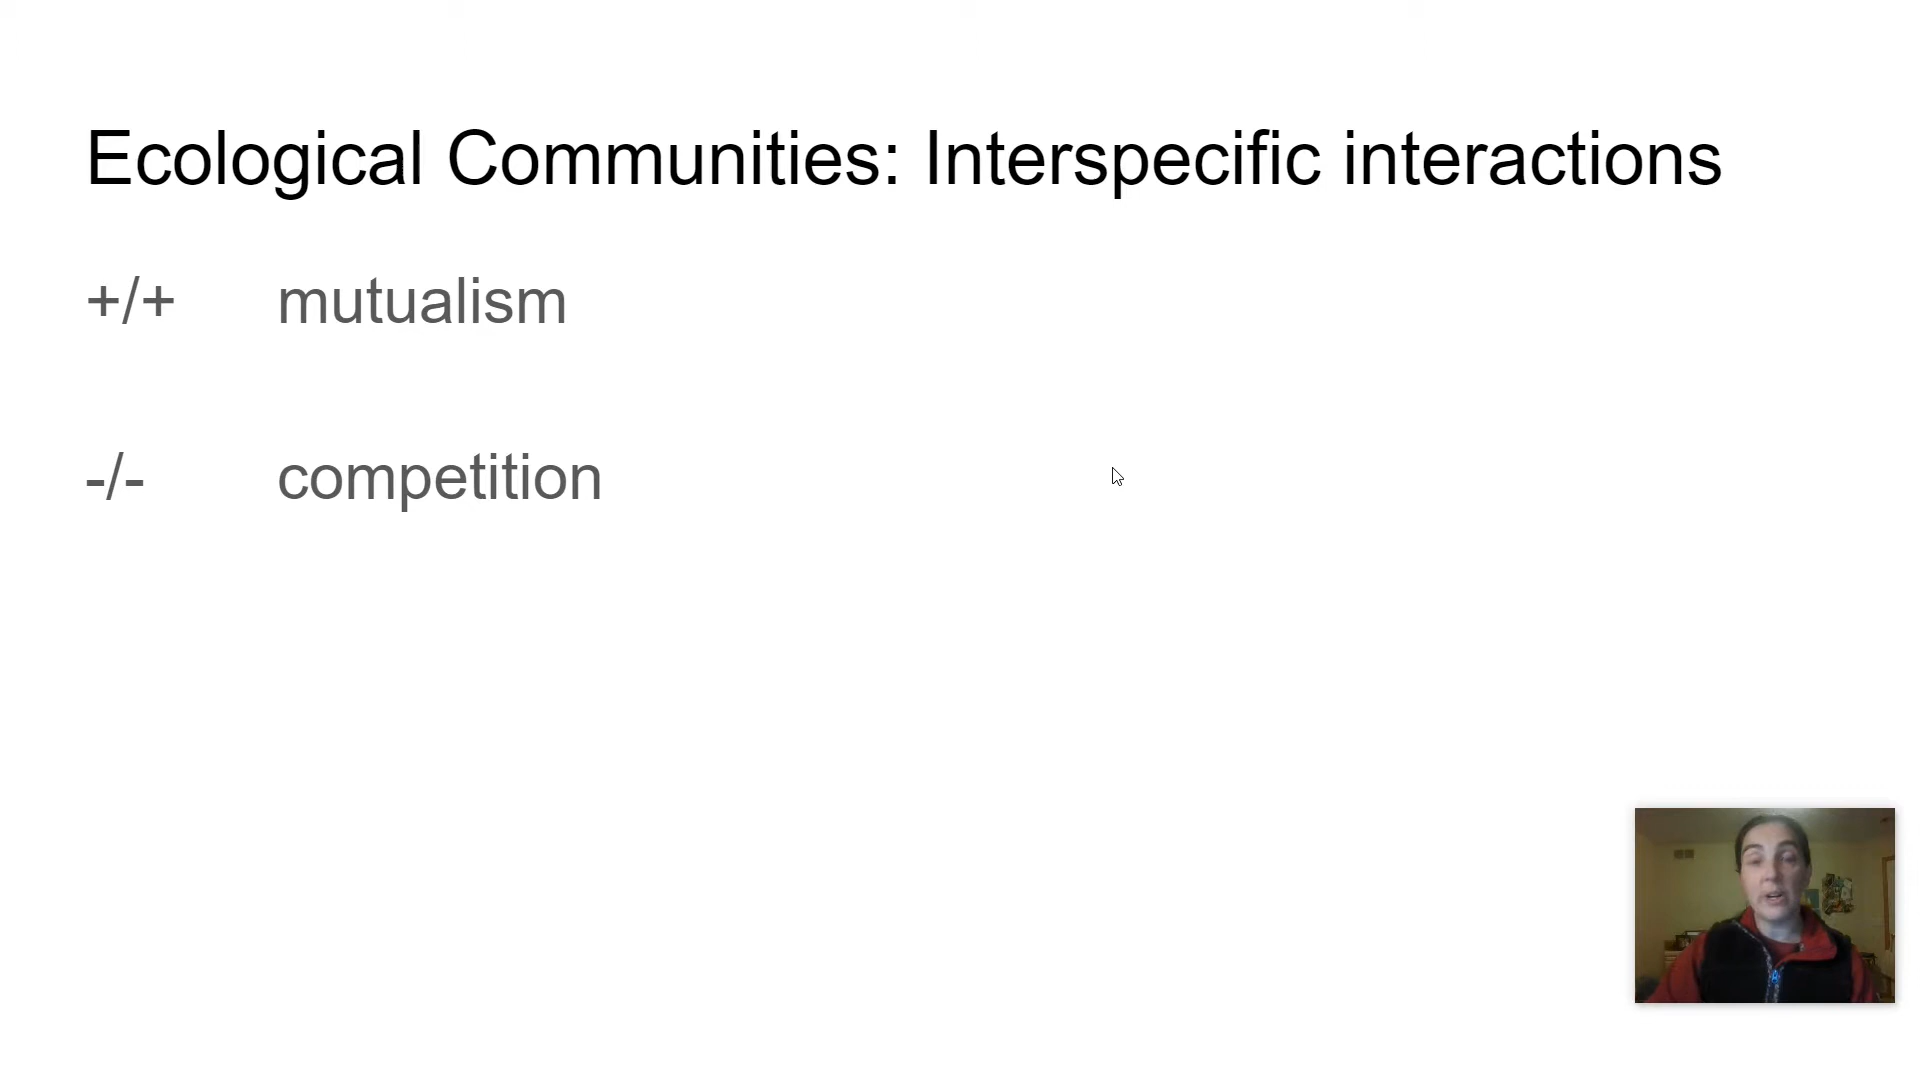 Ecological Communities: Interspecific interactions
+/+ mutualism
-/- competition